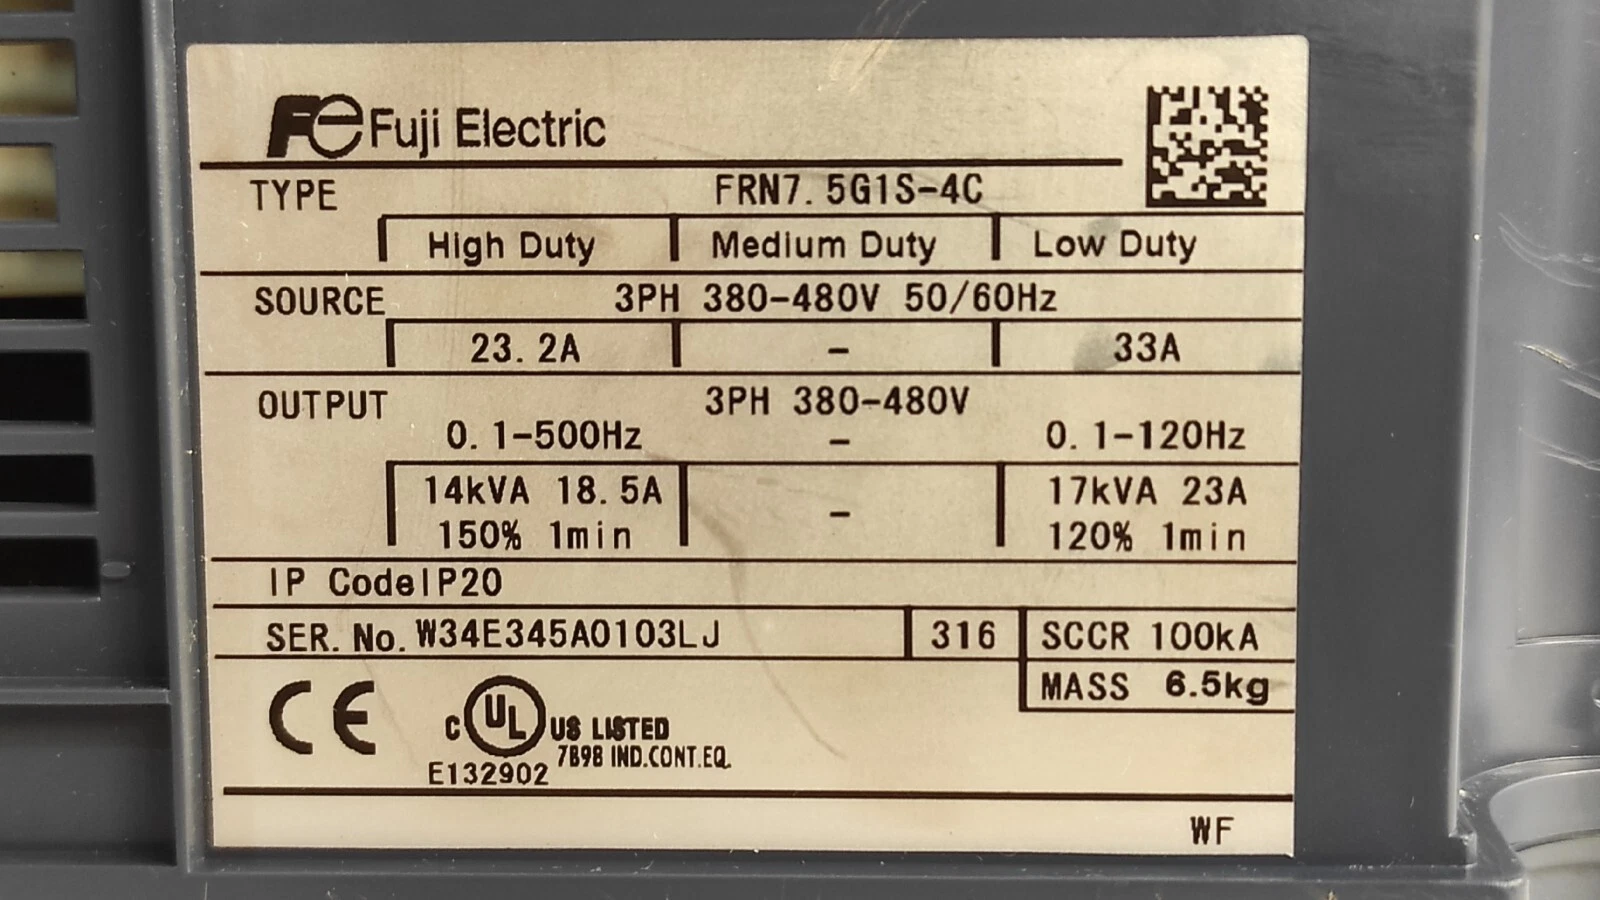 Fe Fuji Electric
TYPE FRN7.5G1S-4C
High Duty Medium Duty Low Duty
SOURCE 3PH 380-480V 50/60Hz
23.2A - 33A
OUTPUT 3PH 380-480V
0.1-500Hz - 0.1-120Hz
14kVA 18.5A - 17kVA 23A
150% 1min 120% 1min
IP Code IP20
SER. No. W34E345A0103LJ 316 SCCR 100kA
MASS 6.5kg
CE C UL US LISTED
7B98 IND.CONT.EQ.
E132902
WF